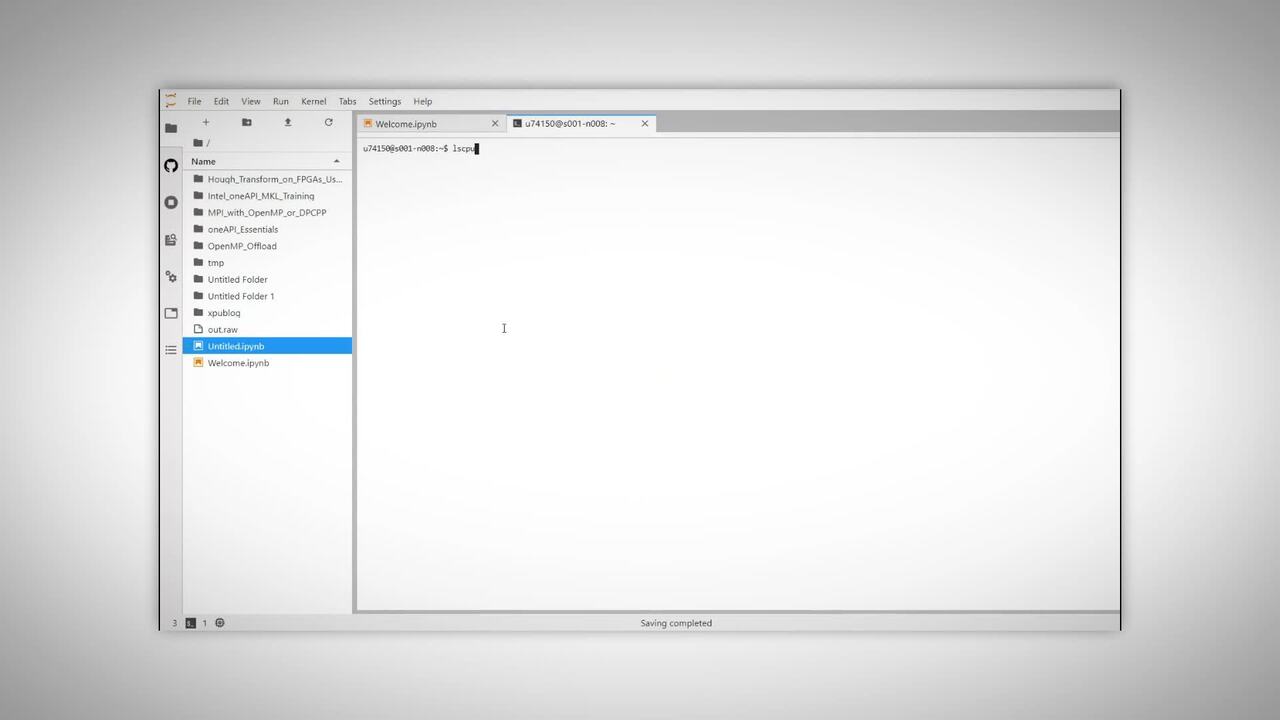 File Edit View Run Kernel Tabs Settings Help
Welcome.ipynb
u74150@s001-n008: ~
/
Name
u74150@s001-n008:~$ lscpu
Hough_Transform_on_FPGAs_Us...
Intel_oneAPI_MKL_Training
MPI_with_OpenMP_or_DPCPP
oneAPI_Essentials
OpenMP_Offload
tmp
Untitled Folder
Untitled Folder 1
xpublog
out.raw
Untitled.ipynb
Welcome.ipynb
3 $_ 1 Saving completed